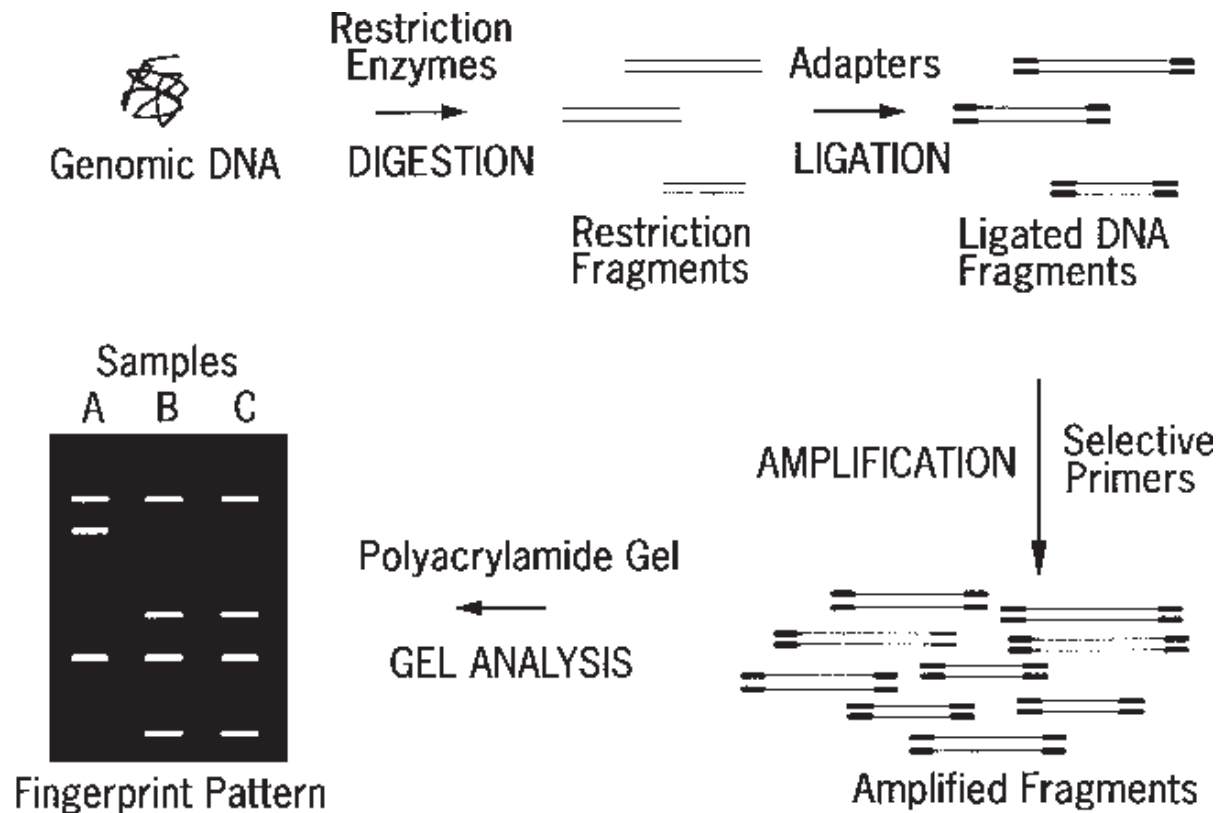 Restriction
Enzymes
Genomic DNA
DIGESTION
Restriction
Fragments
Adapters
LIGATION
Ligated DNA
Fragments
AMPLIFICATION
Selective
Primers
Amplified Fragments
Polyacrylamide Gel
GEL ANALYSIS
Samples
A B C
Fingerprint Pattern